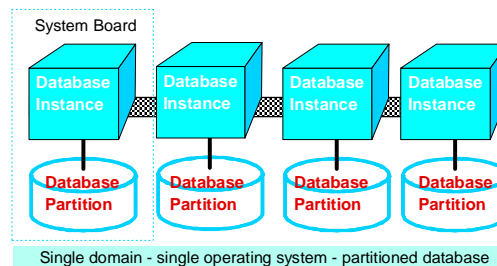 System Board
Database
Instance
Database
Instance
Database
Instance
Database
Instance
Database
Partition
Database
Partition
Database
Partition
Database
Partition
Single domain - single operating system - partitioned database